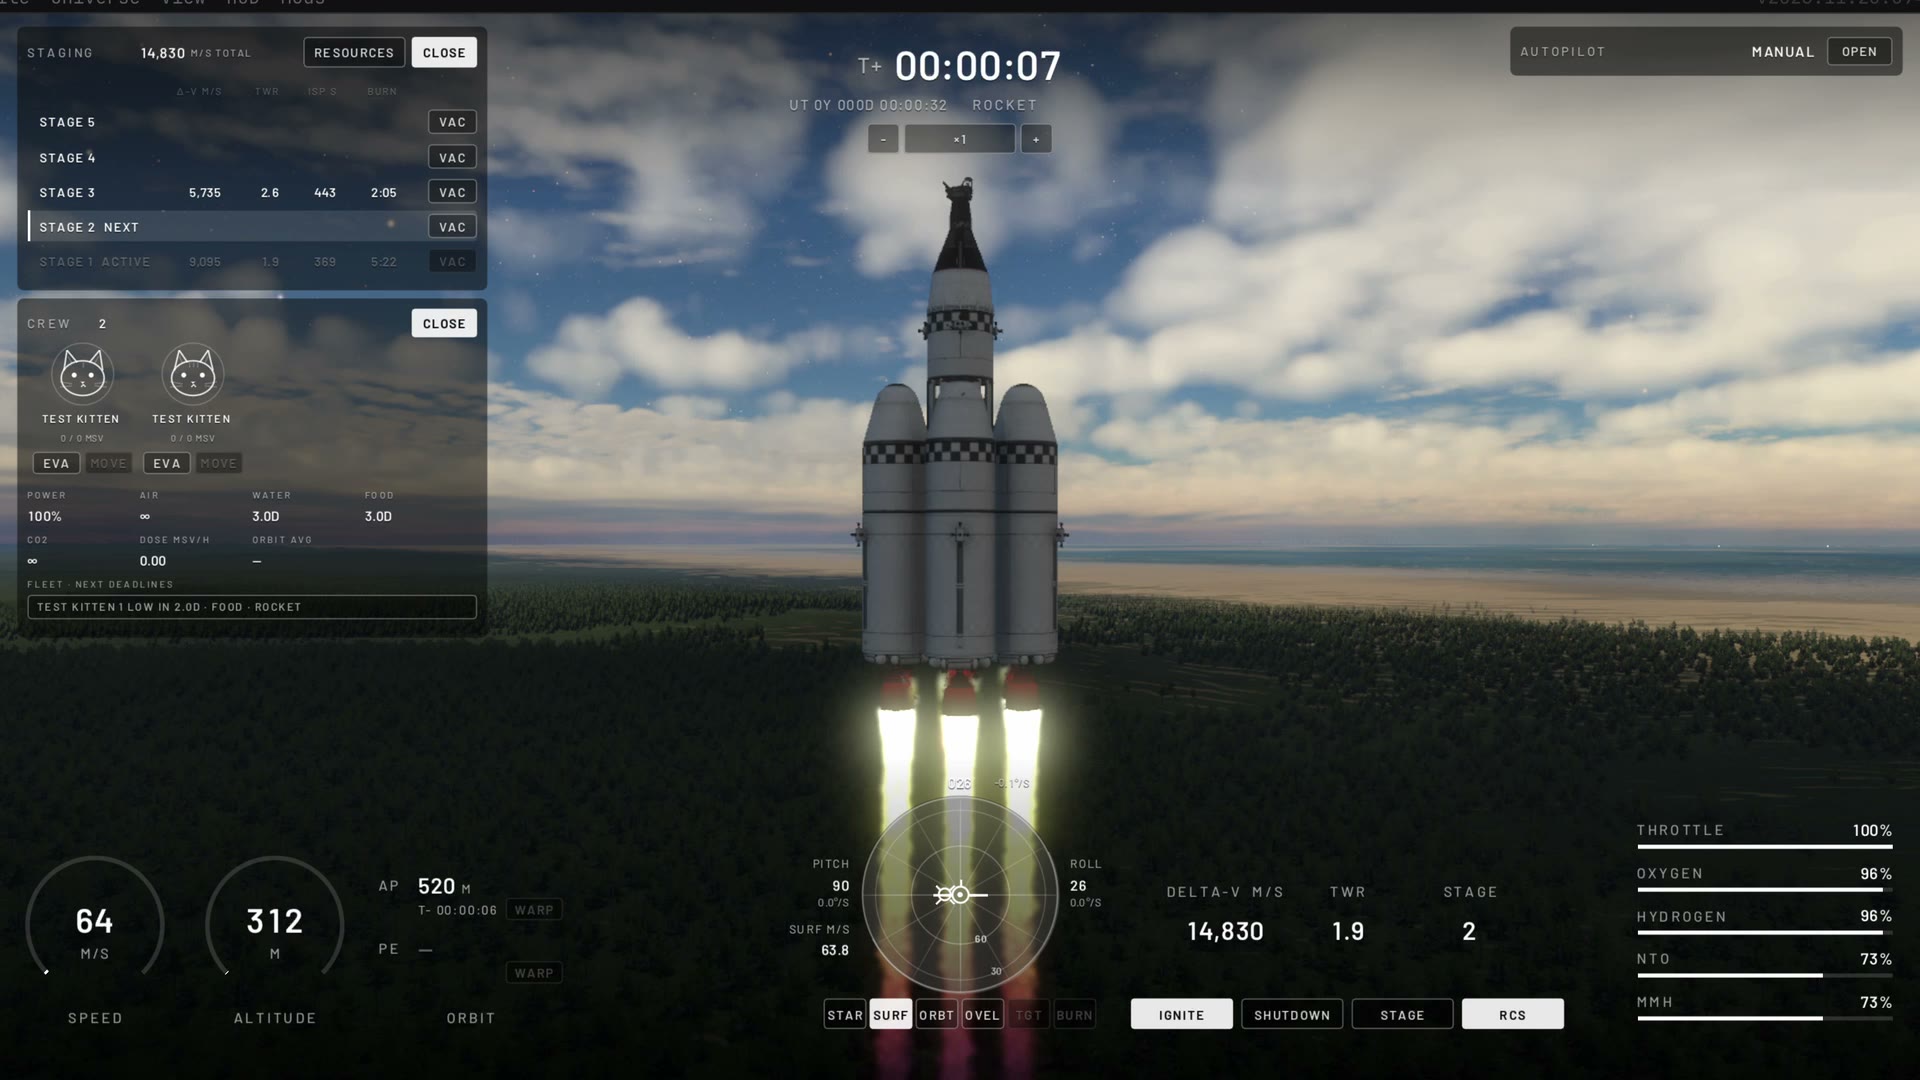 STAGING 14,830 M/S TOTAL RESOURCES CLOSE
Δ-V M/S TWR ISP S BURN
STAGE 5 VAC
STAGE 4 VAC
STAGE 3 5,735 2.6 443 2:05 VAC
STAGE 2 NEXT VAC
STAGE 1 ACTIVE 9,095 1.9 369 5:22 VAC
CREW 2 CLOSE
TEST KITTEN TEST KITTEN
0 / 0 MSV 0 / 0 MSV
EVA MOVE EVA MOVE
POWER AIR WATER FOOD
100% ∞ 3.0D 3.0D
CO2 DOSE MSV/H ORBIT AVG
∞ 0.00 —
FLEET · NEXT DEADLINES
TEST KITTEN 1 LOW IN 2.0D · FOOD · ROCKET
T+ 00:00:07
UT 0Y 000D 00:00:32 ROCKET
- ×1 +
AUTOPILOT MANUAL OPEN
64
M/S
SPEED
312
M
ALTITUDE
AP 520 M
T- 00:00:06 WARP
PE —
WARP
ORBIT
026 -0.1°/S
PITCH
90
0.0°/S
SURF M/S
63.8
60
30
ROLL
26
0.0°/S
STAR SURF ORBT OVEL TGT BURN
DELTA-V M/S TWR STAGE
14,830 1.9 2
IGNITE SHUTDOWN STAGE RCS
THROTTLE 100%
OXYGEN 96%
HYDROGEN 96%
NTO 73%
MMH 73%